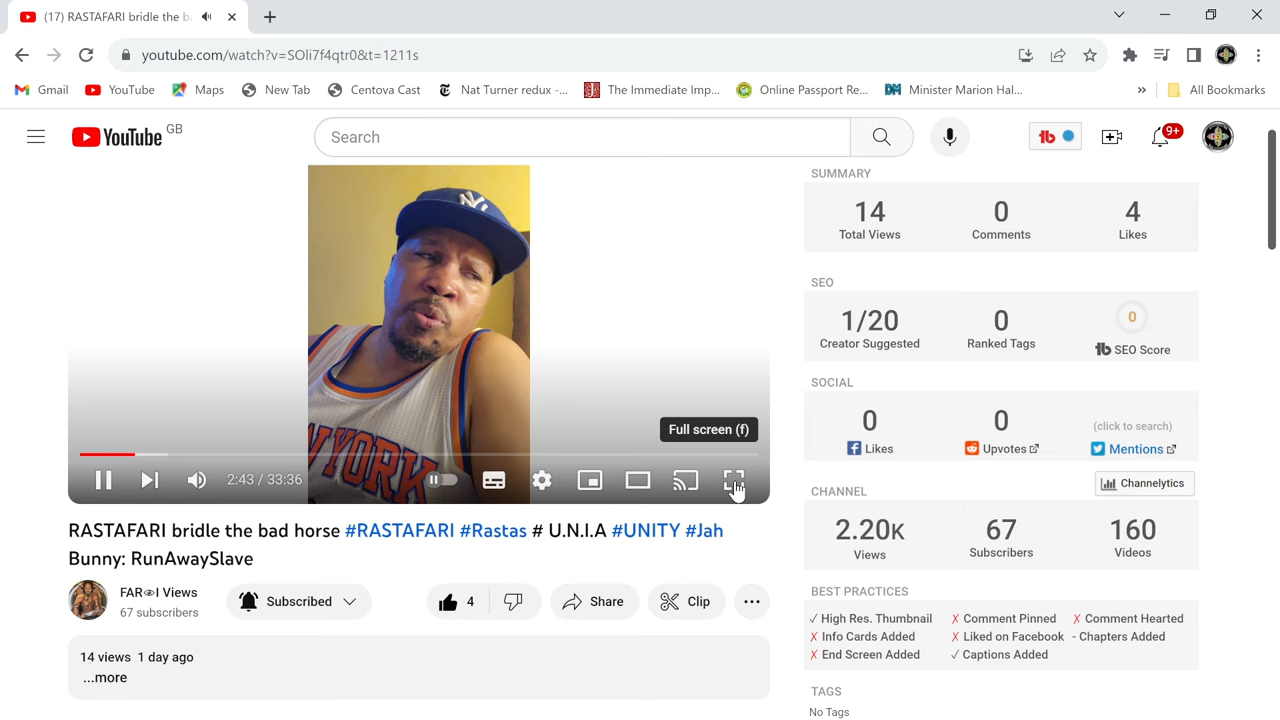 (17) RASTAFARI bridle the b
youtube.com/watch?v=SOli7f4qtr0&t=1211s
Gmail YouTube Maps New Tab Centova Cast Nat Turner redux -... The Immediate Imp... Online Passport Re... Minister Marion Hal... » All Bookmarks
YouTube GB
Search
9+
SUMMARY
14 0 4
Total Views Comments Likes
SEO
1/20 0 0
Creator Suggested Ranked Tags SEO Score
SOCIAL
0 0 (click to search)
Likes Upvotes Mentions
CHANNEL Channelytics
2.20K 67 160
Views Subscribers Videos
BEST PRACTICES
✓ High Res. Thumbnail X Comment Pinned X Comment Hearted
X Info Cards Added X Liked on Facebook - Chapters Added
X End Screen Added ✓ Captions Added
TAGS
No Tags
NY
NEW YORK
Full screen (f)
2:43 / 33:36
RASTAFARI bridle the bad horse #RASTAFARI #Rastas # U.N.I.A #UNITY #Jah
Bunny: RunAwaySlave
FAR👁I Views
67 subscribers
Subscribed
4
Share
Clip
14 views 1 day ago
...more